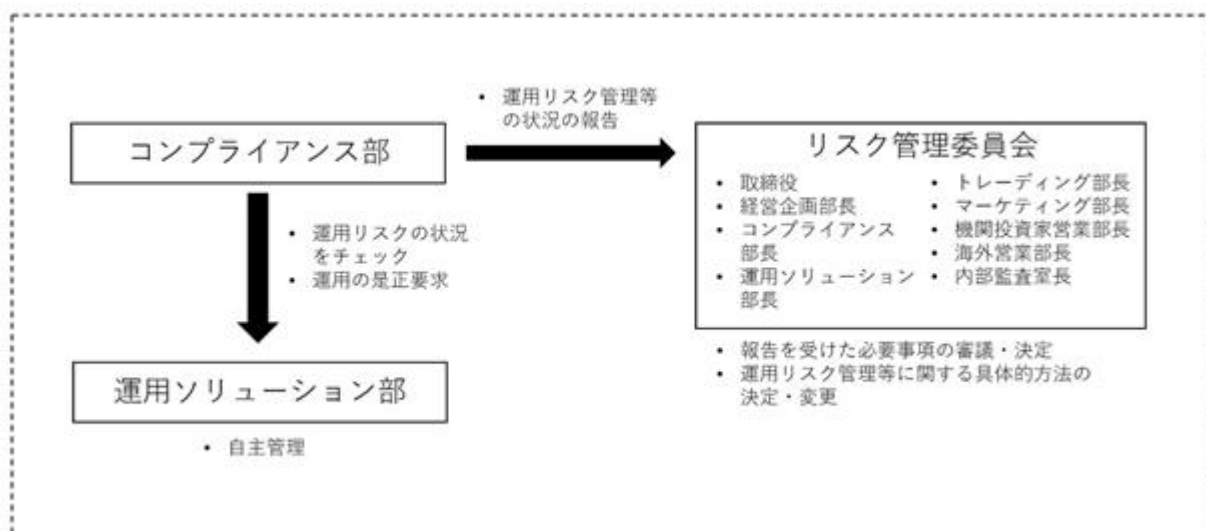 • 運用リスク管理等
の状況の報告
コンプライアンス部
リスク管理委員会
• 取締役
• 経営企画部長
• コンプライアンス
部長
• 運用ソリューション
部長
• トレーディング部長
• マーケティング部長
• 機関投資家営業部長
• 海外営業部長
• 内部監査室長
• 運用リスクの状況
をチェック
• 運用の是正要求
• 報告を受けた必要事項の審議・決定
• 運用リスク管理等に関する具体的方法の
決定・変更
運用ソリューション部
• 自主管理